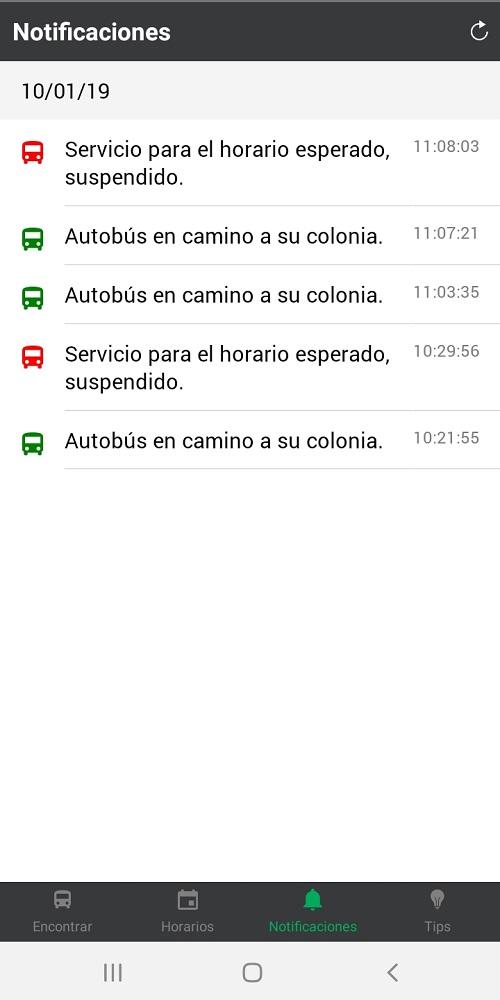 Notificaciones
10/01/19
Servicio para el horario esperado, 11:08:03
suspendido.
Autobús en camino a su colonia. 11:07:21
Autobús en camino a su colonia. 11:03:35
Servicio para el horario esperado, 10:29:56
suspendido.
Autobús en camino a su colonia. 10:21:55
Encontrar Horarios Notificaciones Tips